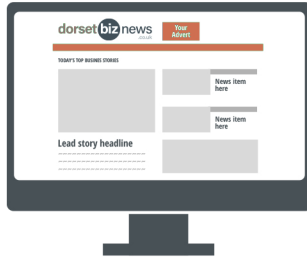 dorset biz news
.co.uk
Your
Advert
TODAY'S TOP BUSINES STORIES
News item
here
News item
here
Lead story headline